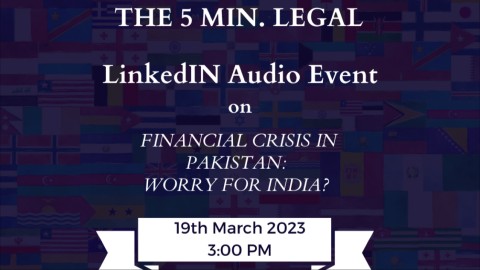 THE 5 MIN. LEGAL
LinkedIN Audio Event
on
FINANCIAL CRISIS IN
PAKISTAN:
WORRY FOR INDIA?
19th March 2023
3:00 PM